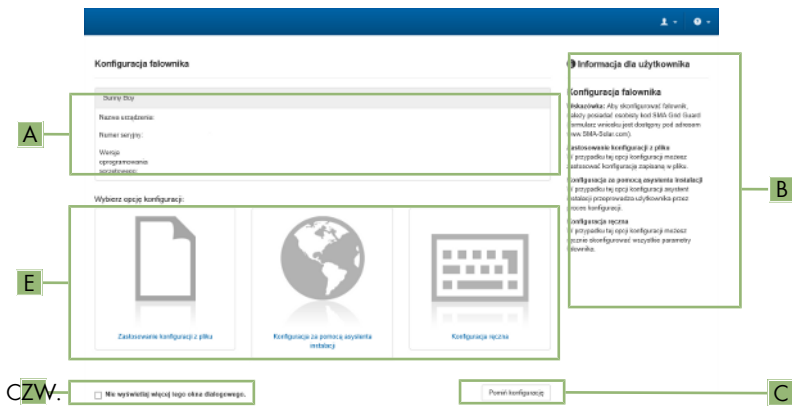 Konfiguracja falownika
Sunny Boy
Nazwa urządzenia:
Numer seryjny:
Wersja
oprogramowania
sprzętowego:
A
Wybierz opcję konfiguracji:
E
Zastosowanie konfiguracji z pliku
Konfiguracja za pomocą asystenta
instalacji
Konfiguracja ręczna
CZW.
Nie wyświetlaj więcej tego okna dialogowego.
Pomiń konfigurację
C
Informacja dla użytkownika
Konfiguracja falownika
Wskazówka: Aby skonfigurować falownik,
należy posiadać osobisty kod SMA Grid Guard
(formularz wniosku jest dostępny pod adresem
www.SMA-Solar.com).
Zastosowanie konfiguracji z pliku
W przypadku tej opcji konfiguracji możesz
zastosować konfigurację zapisaną w pliku.
Konfiguracja za pomocą asystenta instalacji
W przypadku tej opcji konfiguracji asystent
instalacji przeprowadza użytkownika przez
proces konfiguracji.
Konfiguracja ręczna
W przypadku tej opcji konfiguracji możesz
ręcznie skonfigurować wszystkie parametry
falownika.
B